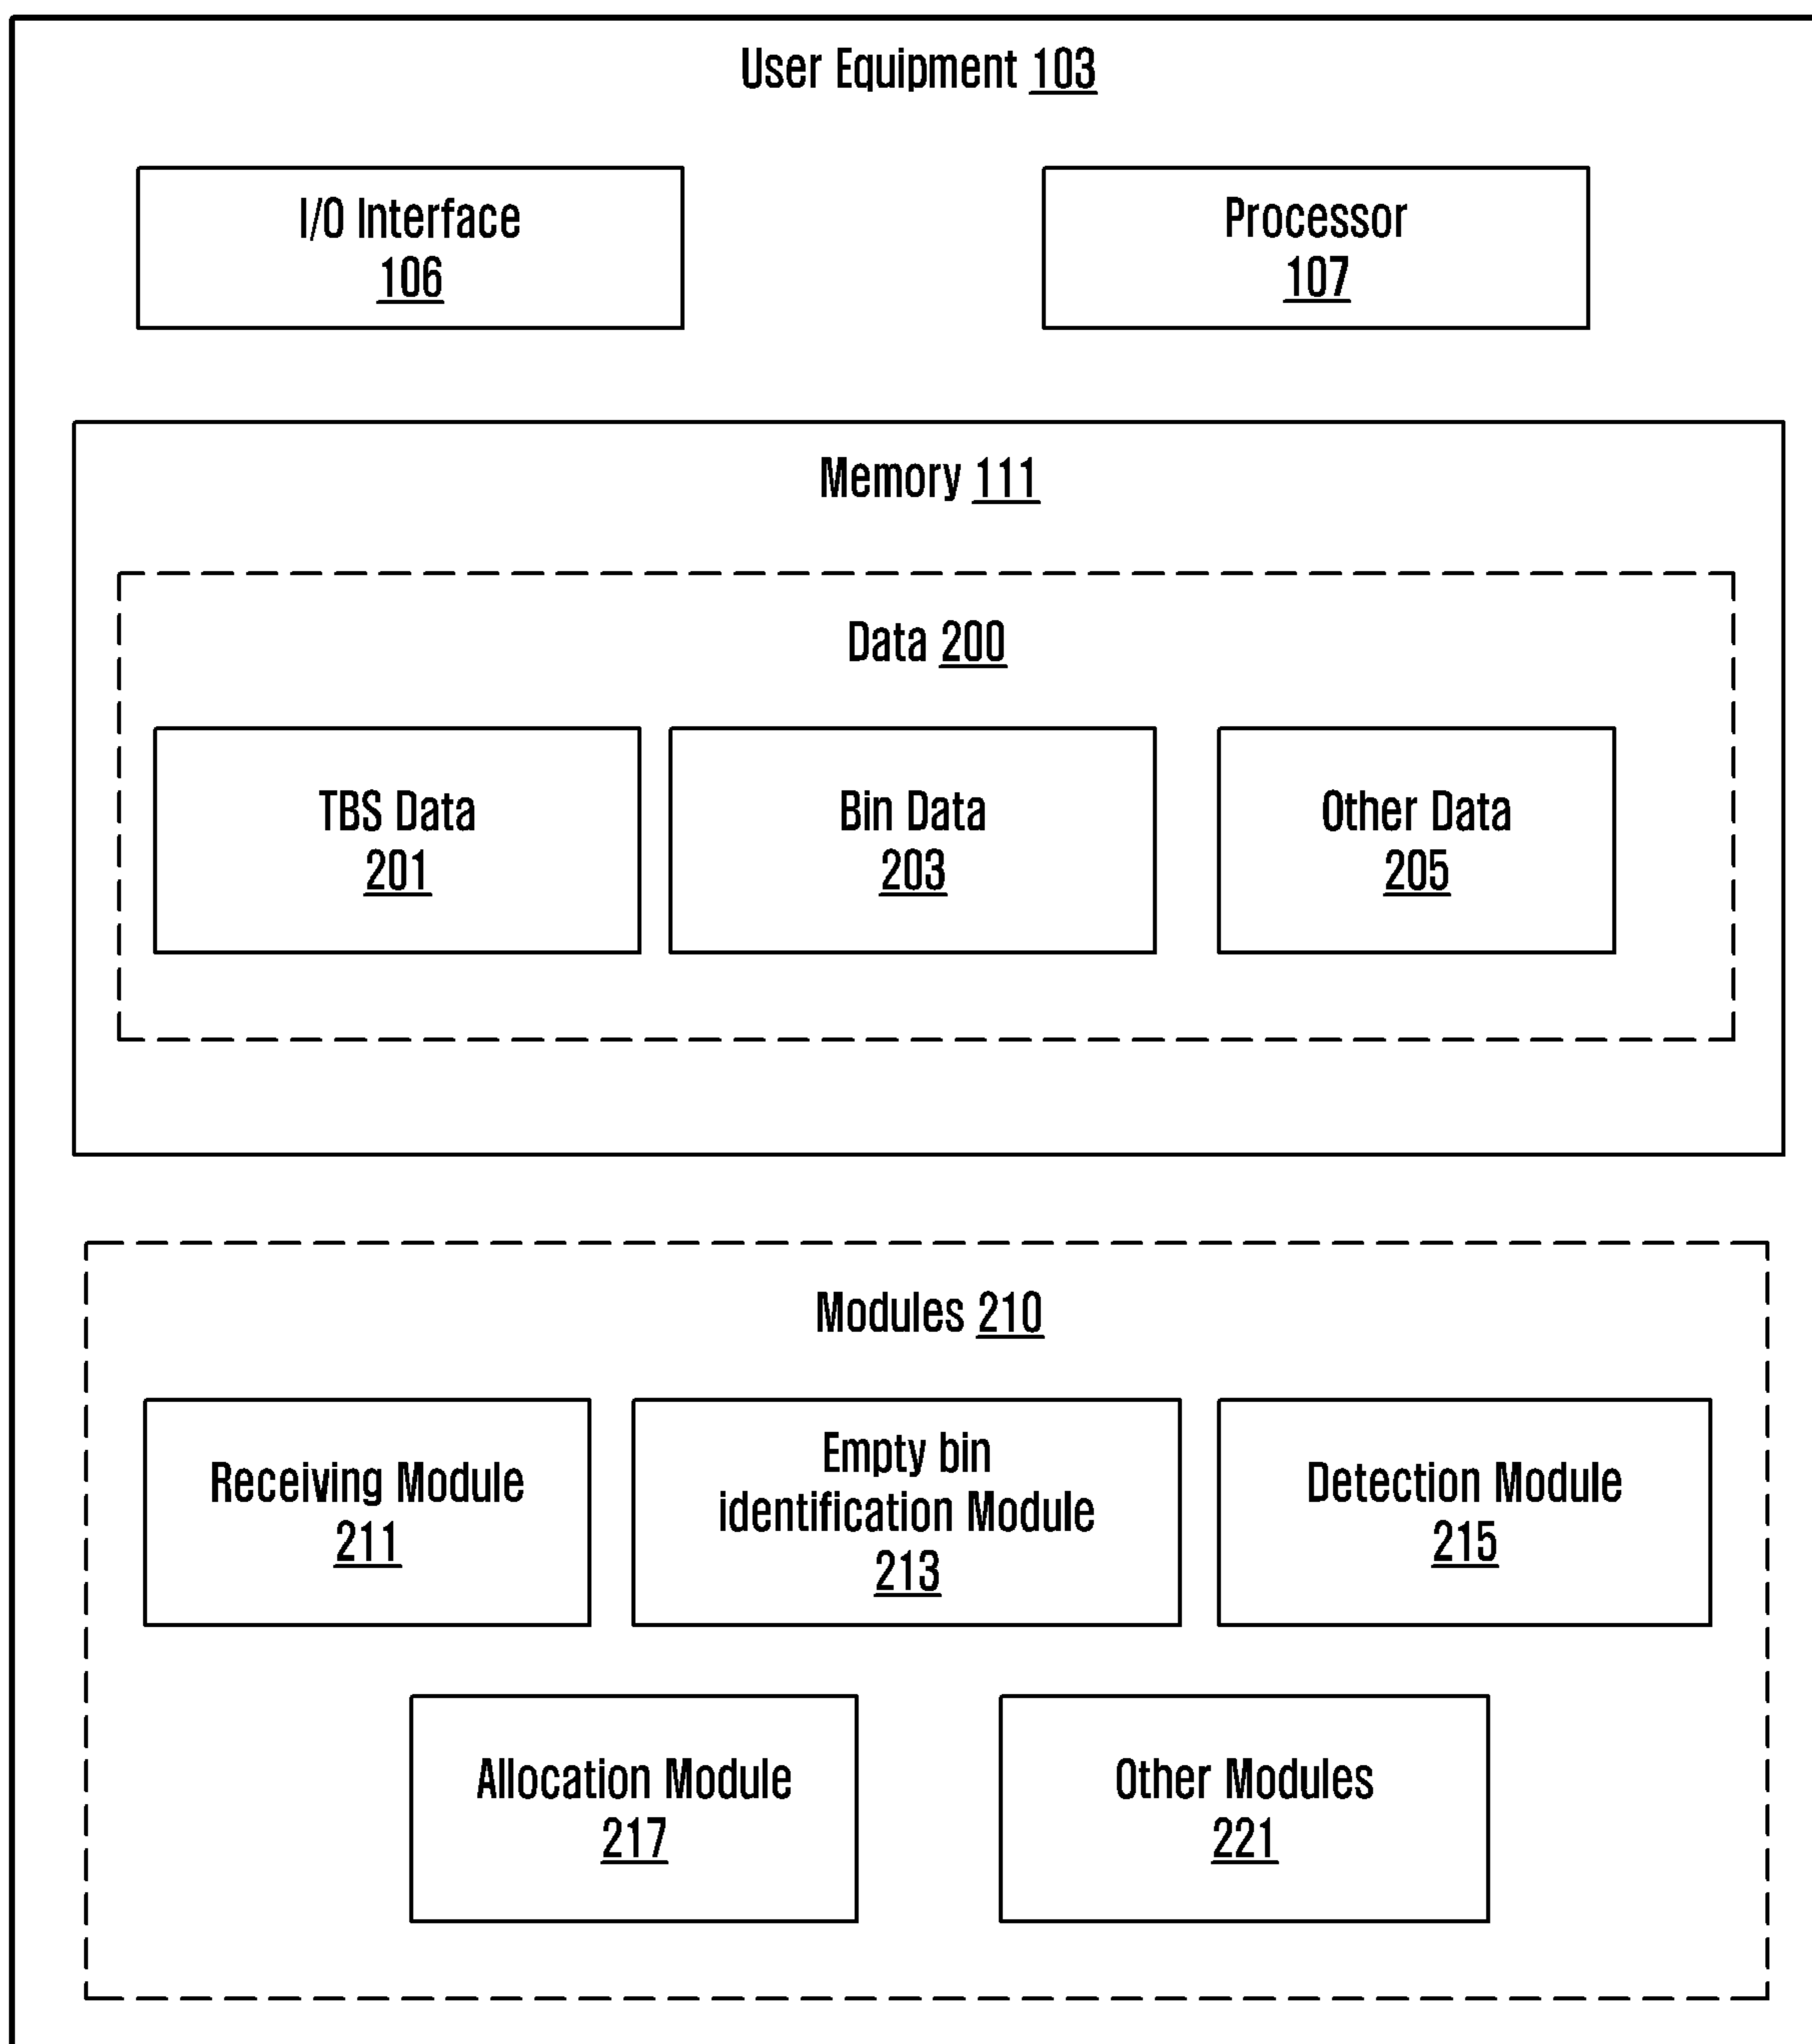 User Equipment 103
I/O Interface
106
Processor
107
Memory 111
Data 200
TBS Data
201
Bin Data
203
Other Data
205
Modules 210
Receiving Module
211
Empty bin
identification Module
213
Detection Module
215
Allocation Module
217
Other Modules
221